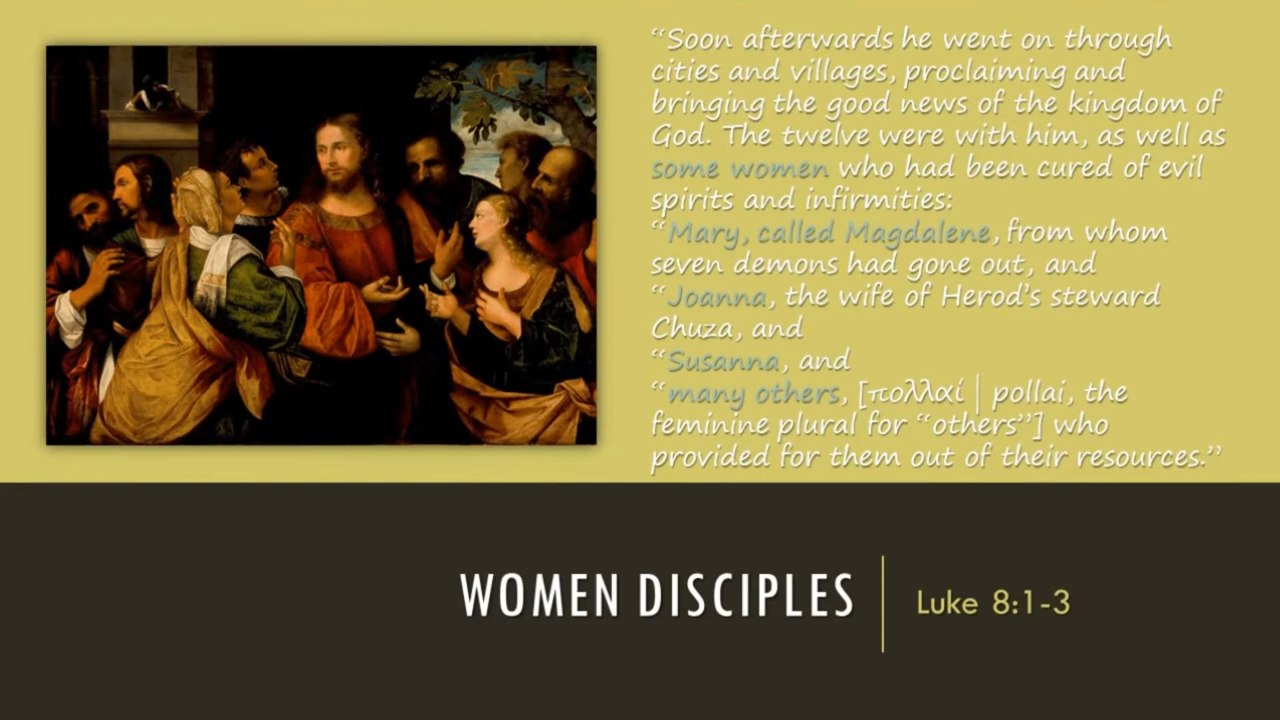 “Soon afterwards he went on through
cities and villages, proclaiming and
bringing the good news of the kingdom of
God. The twelve were with him, as well as
some women who had been cured of evil
spirits and infirmities:
“Mary, called Magdalene, from whom
seven demons had gone out, and
“Joanna, the wife of Herod’s steward
Chuza, and
“Susanna, and
“many others, [πολλαί | pollai, the
feminine plural for “others”] who
provided for them out of their resources.”
WOMEN DISCIPLES
Luke 8:1-3